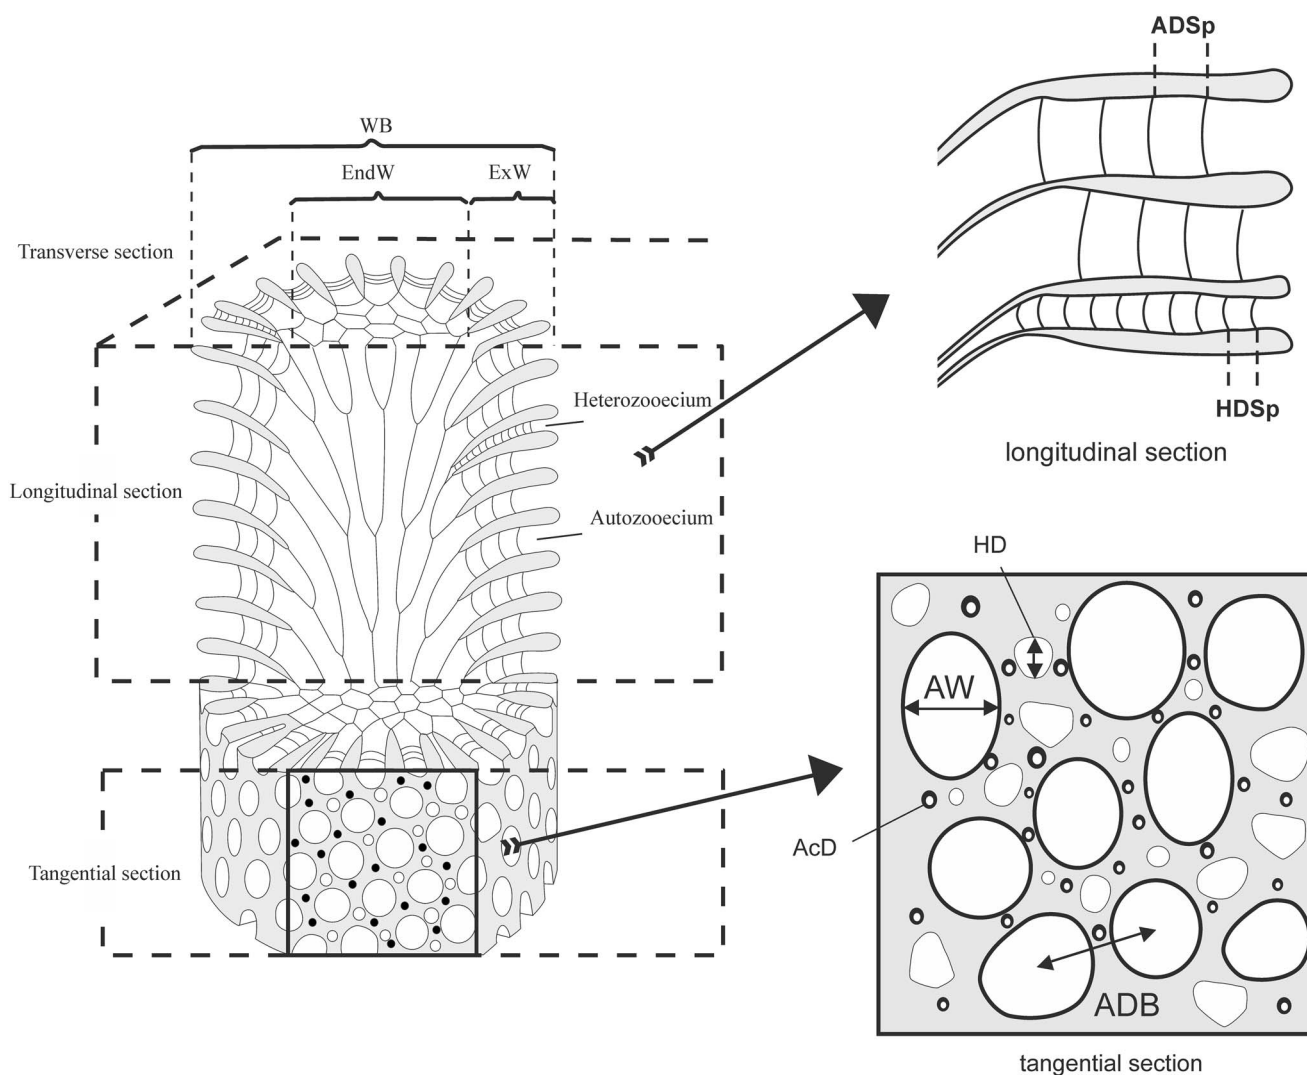 WB
EndW
ExW
Transverse section
Heterozooecium
Longitudinal section
Autozooecium
Tangential section
ADSp
HDSp
longitudinal section
HD
AW
AcD
ADB
tangential section